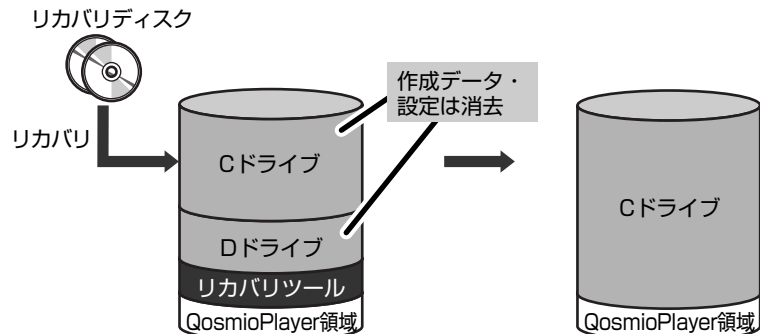 リカバリディスク
作成データ・
設定は消去
リカバリ
Cドライブ
Dドライブ
リカバリツール
QosmioPlayer領域
Cドライブ
QosmioPlayer領域